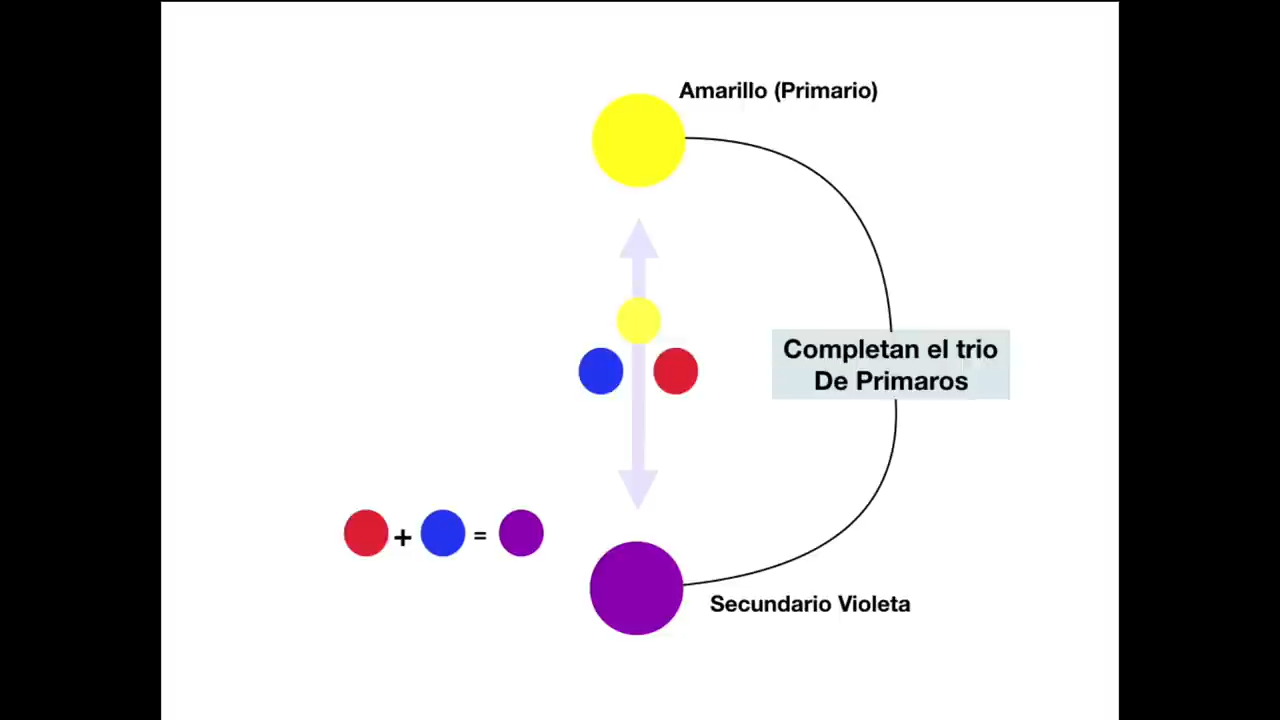 Amarillo (Primario)
Completan el trio
De Primaros
+ =
Secundario Violeta